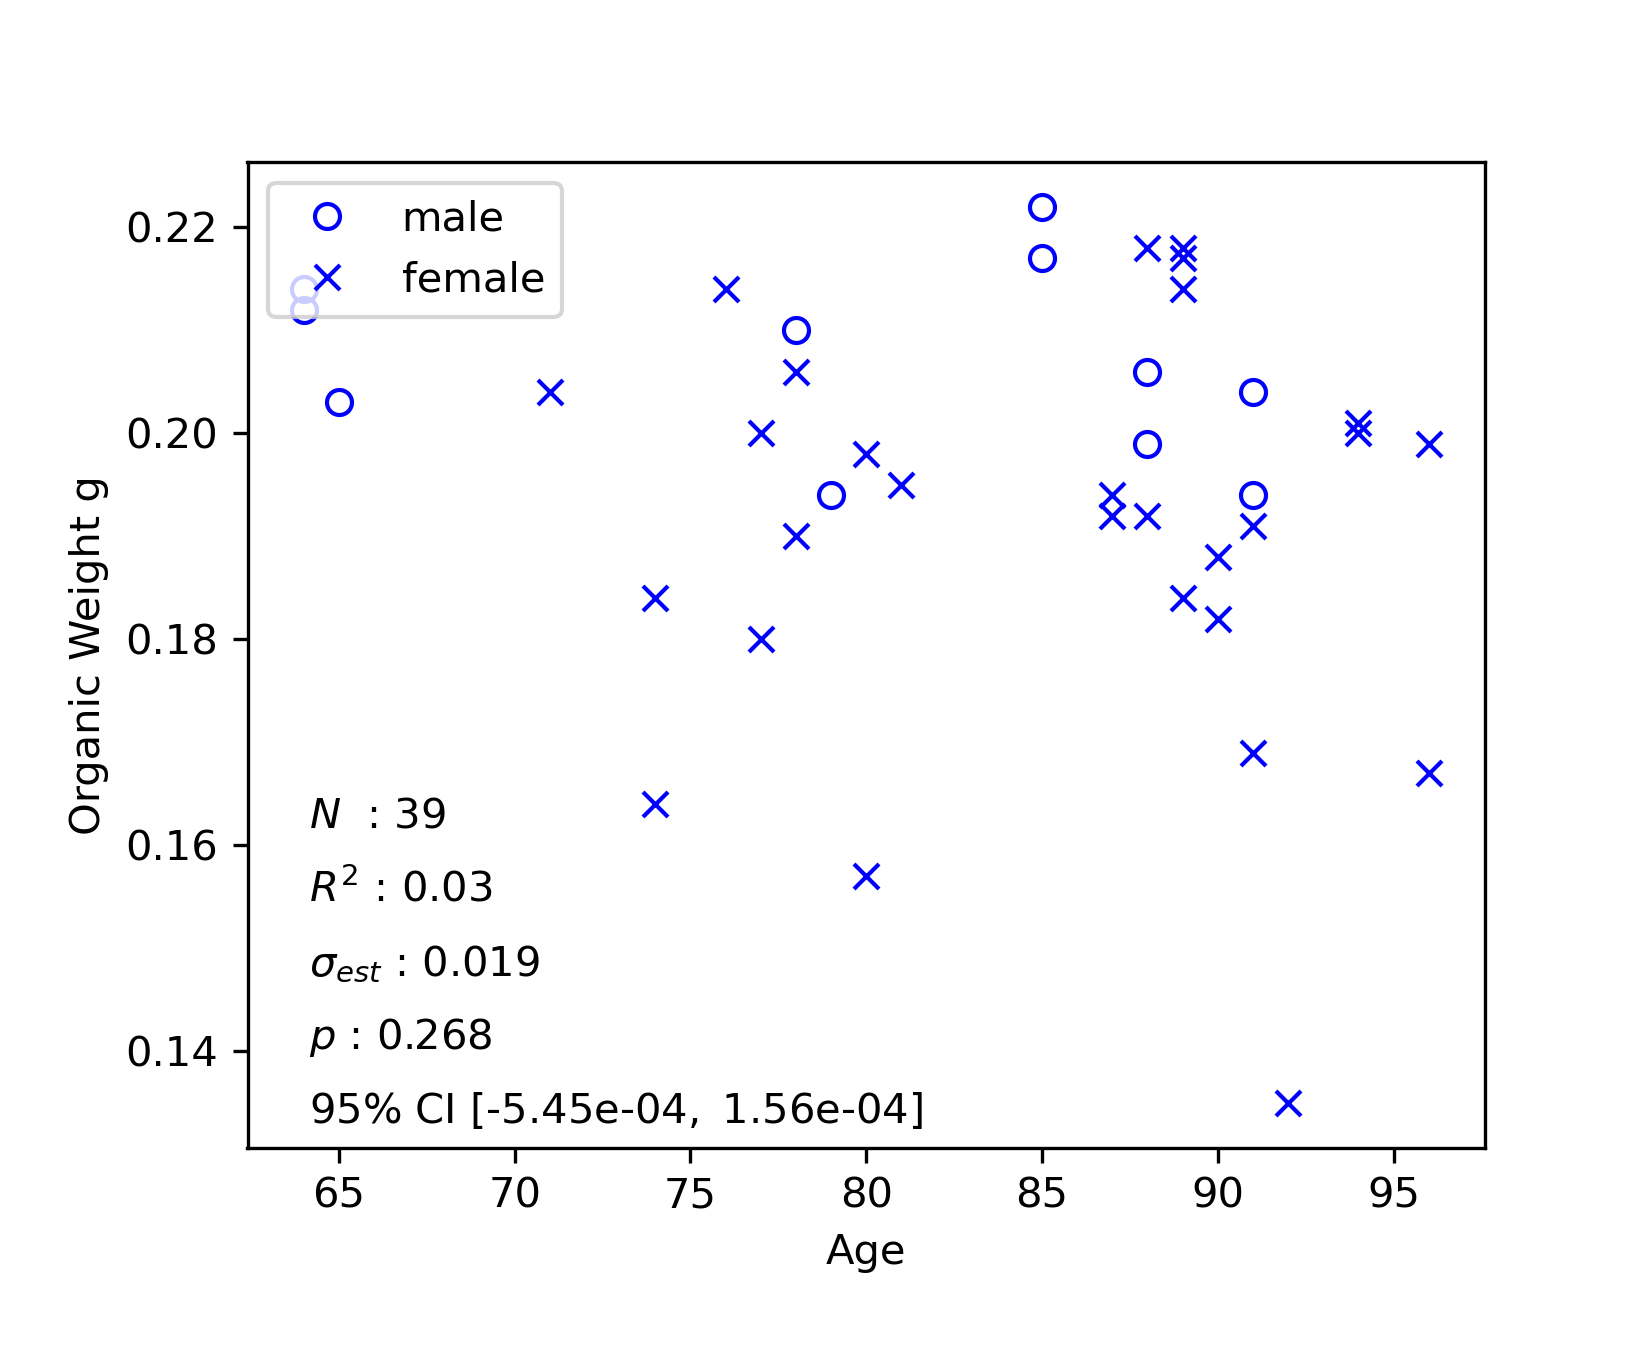 male
female
0.22
0.20
0.18
0.16
0.14
Organic Weight g
N : 39
R² : 0.03
σest : 0.019
p : 0.268
95% CI [-5.45e-04, 1.56e-04]
65 70 75 80 85 90 95
Age